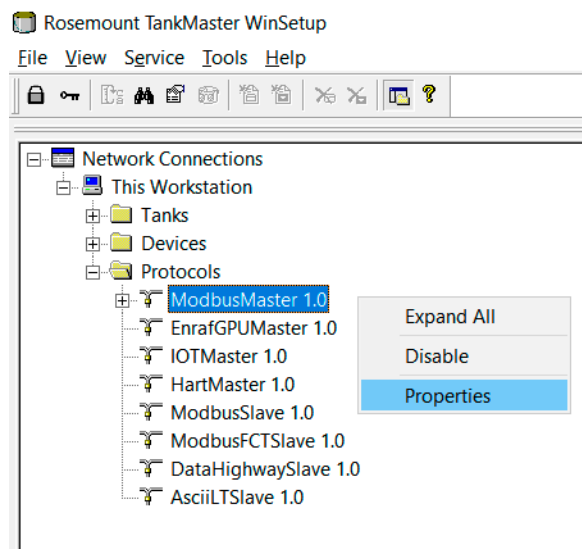 Rosemount TankMaster WinSetup
File View Service Tools Help
Network Connections
This Workstation
Tanks
Devices
Protocols
ModbusMaster 1.0
EnrafGPUMaster 1.0
IOTMaster 1.0
HartMaster 1.0
ModbusSlave 1.0
ModbusFCTSlave 1.0
DataHighwaySlave 1.0
AsciiLTSlave 1.0
Expand All
Disable
Properties